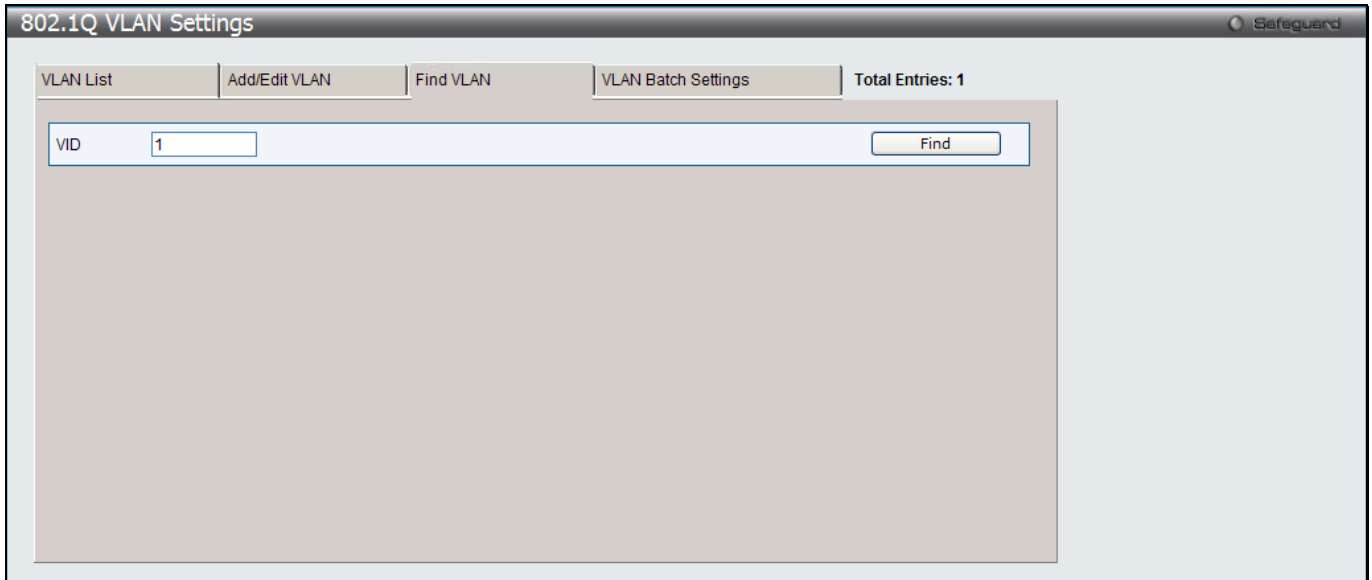 802.1Q VLAN Settings
Safeguard
VLAN List
Add/Edit VLAN
Find VLAN
VLAN Batch Settings
Total Entries: 1
VID
1
Find